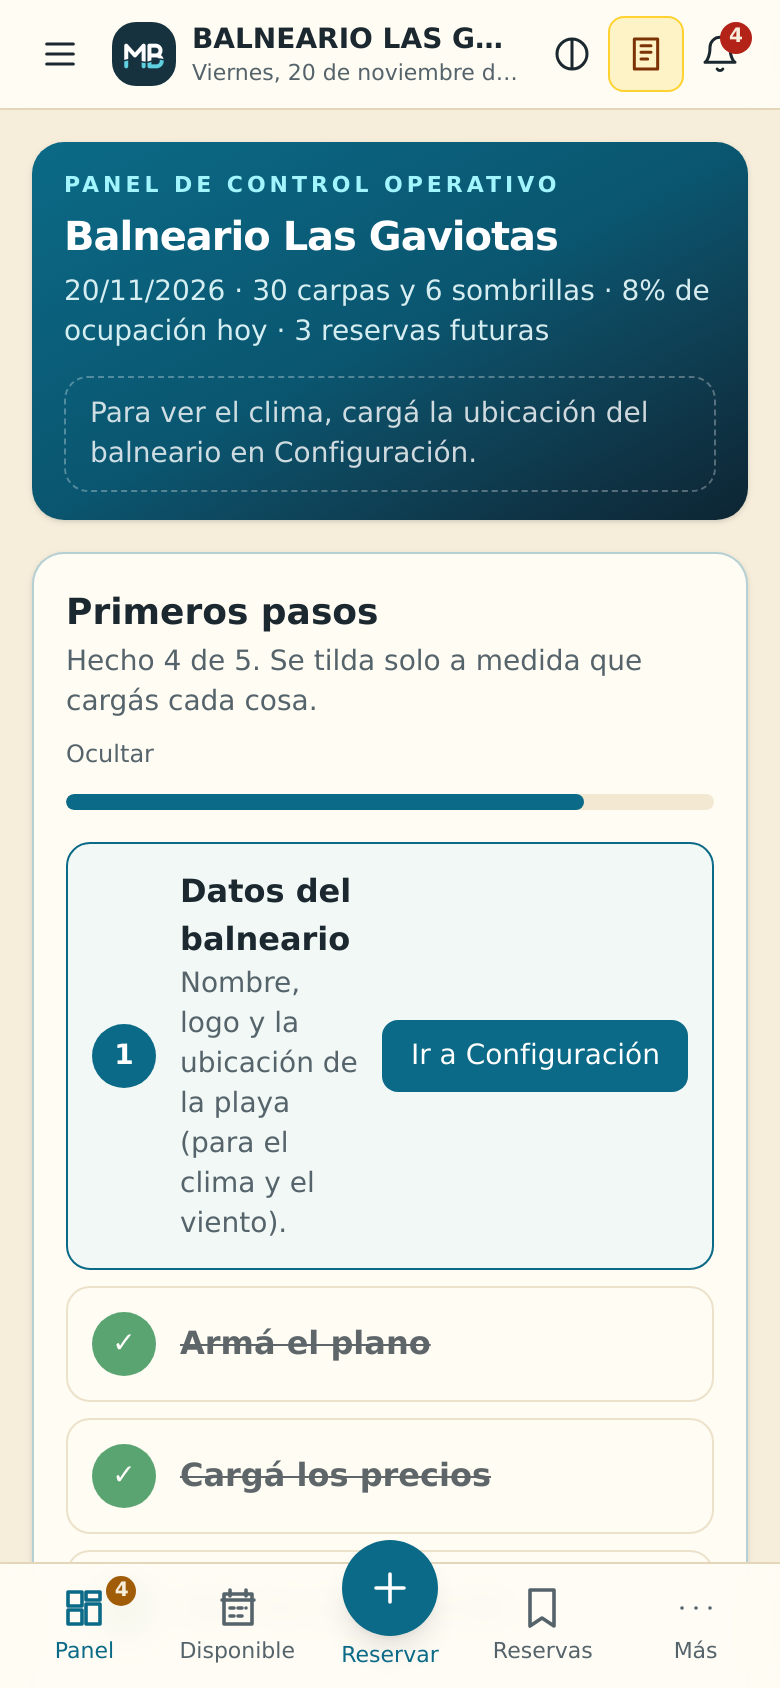 MB
BALNEARIO LAS G...
Viernes, 20 de noviembre d...
4
PANEL DE CONTROL OPERATIVO
Balneario Las Gaviotas
20/11/2026 · 30 carpas y 6 sombrillas · 8% de
ocupación hoy · 3 reservas futuras
Para ver el clima, cargá la ubicación del
balneario en Configuración.
Primeros pasos
Hecho 4 de 5. Se tilda solo a medida que
cargás cada cosa.
Ocultar
1
Datos del
balneario
Nombre,
logo y la
ubicación de
la playa
(para el
clima y el
viento).
Ir a Configuración
✓ Armá el plano
✓ Cargá los precios
4
Panel
Disponible
Reservar
Reservas
Más